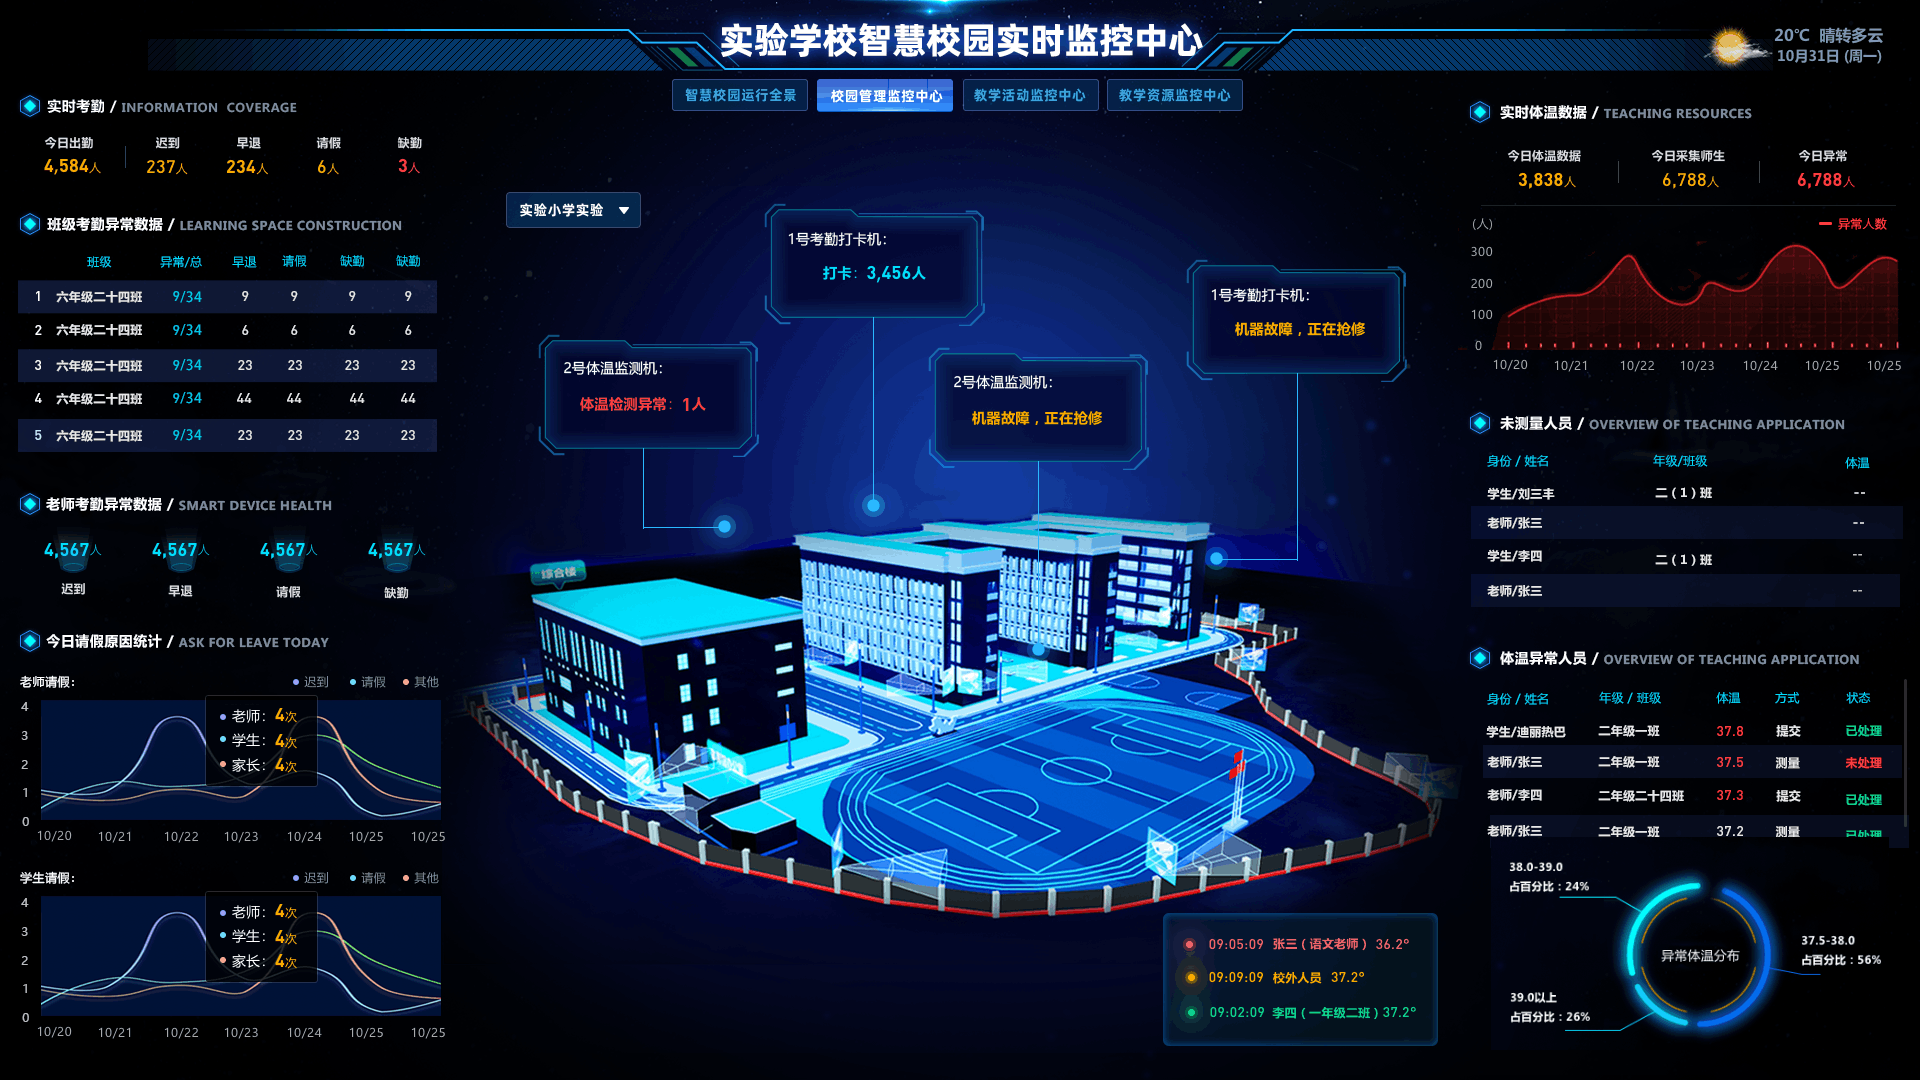 实验学校智慧校园实时监控中心
20℃ 晴转多云
10月31日 (周一)
智慧校园运行全景 校园管理监控中心 教学活动监控中心 教学资源监控中心
实时考勤 / INFORMATION COVERAGE
今日出勤 迟到 早退 请假 缺勤
4,584人 237人 234人 6人 3人
班级考勤异常数据 / LEARNING SPACE CONSTRUCTION
班级 异常/总 早退 请假 缺勤 缺勤
1 六年级二十四班 9/34 9 9 9 9
2 六年级二十四班 9/34 6 6 6 6
3 六年级二十四班 9/34 23 23 23 23
4 六年级二十四班 9/34 44 44 44 44
5 六年级二十四班 9/34 23 23 23 23
老师考勤异常数据 / SMART DEVICE HEALTH
4,567人 4,567人 4,567人 4,567人
迟到 早退 请假 缺勤
今日请假原因统计 / ASK FOR LEAVE TODAY
老师请假:
迟到 请假 其他
4
3
2
1
0
老师: 4次
学生: 4次
家长: 4次
10/20 10/21 10/22 10/23 10/24 10/25 10/25
学生请假:
迟到 请假 其他
4
3
2
1
0
老师: 4次
学生: 4次
家长: 4次
10/20 10/21 10/22 10/23 10/24 10/25 10/25
实验小学实验
1号考勤打卡机:
打卡: 3,456人
1号考勤打卡机:
机器故障，正在抢修
2号体温监测机:
体温检测异常: 1人
2号体温监测机:
机器故障，正在抢修
综合楼
09:05:09 张三（语文老师） 36.2°
09:09:09 校外人员 37.2°
09:02:09 李四（一年级二班）37.2°
实时体温数据 / TEACHING RESOURCES
今日体温数据 今日采集师生 今日异常
3,838人 6,788人 6,788人
(人)
异常人数
300
200
100
0
10/20 10/21 10/22 10/23 10/24 10/25 10/25
未测量人员 / OVERVIEW OF TEACHING APPLICATION
身份 / 姓名 年级/班级 体温
学生/刘三丰 二（1）班 --
老师/张三 --
学生/李四 二（1）班 --
老师/张三 --
体温异常人员 / OVERVIEW OF TEACHING APPLICATION
身份 / 姓名 年级 / 班级 体温 方式 状态
学生/迪丽热巴 二年级一班 37.8 提交 已处理
老师/张三 二年级一班 37.5 测量 未处理
老师/李四 二年级二十四班 37.3 提交 已处理
老师/张三 二年级一班 37.2 测量 已处理
38.0-39.0
占百分比：24%
37.5-38.0
占百分比：56%
异常体温分布
39.0以上
占百分比：26%